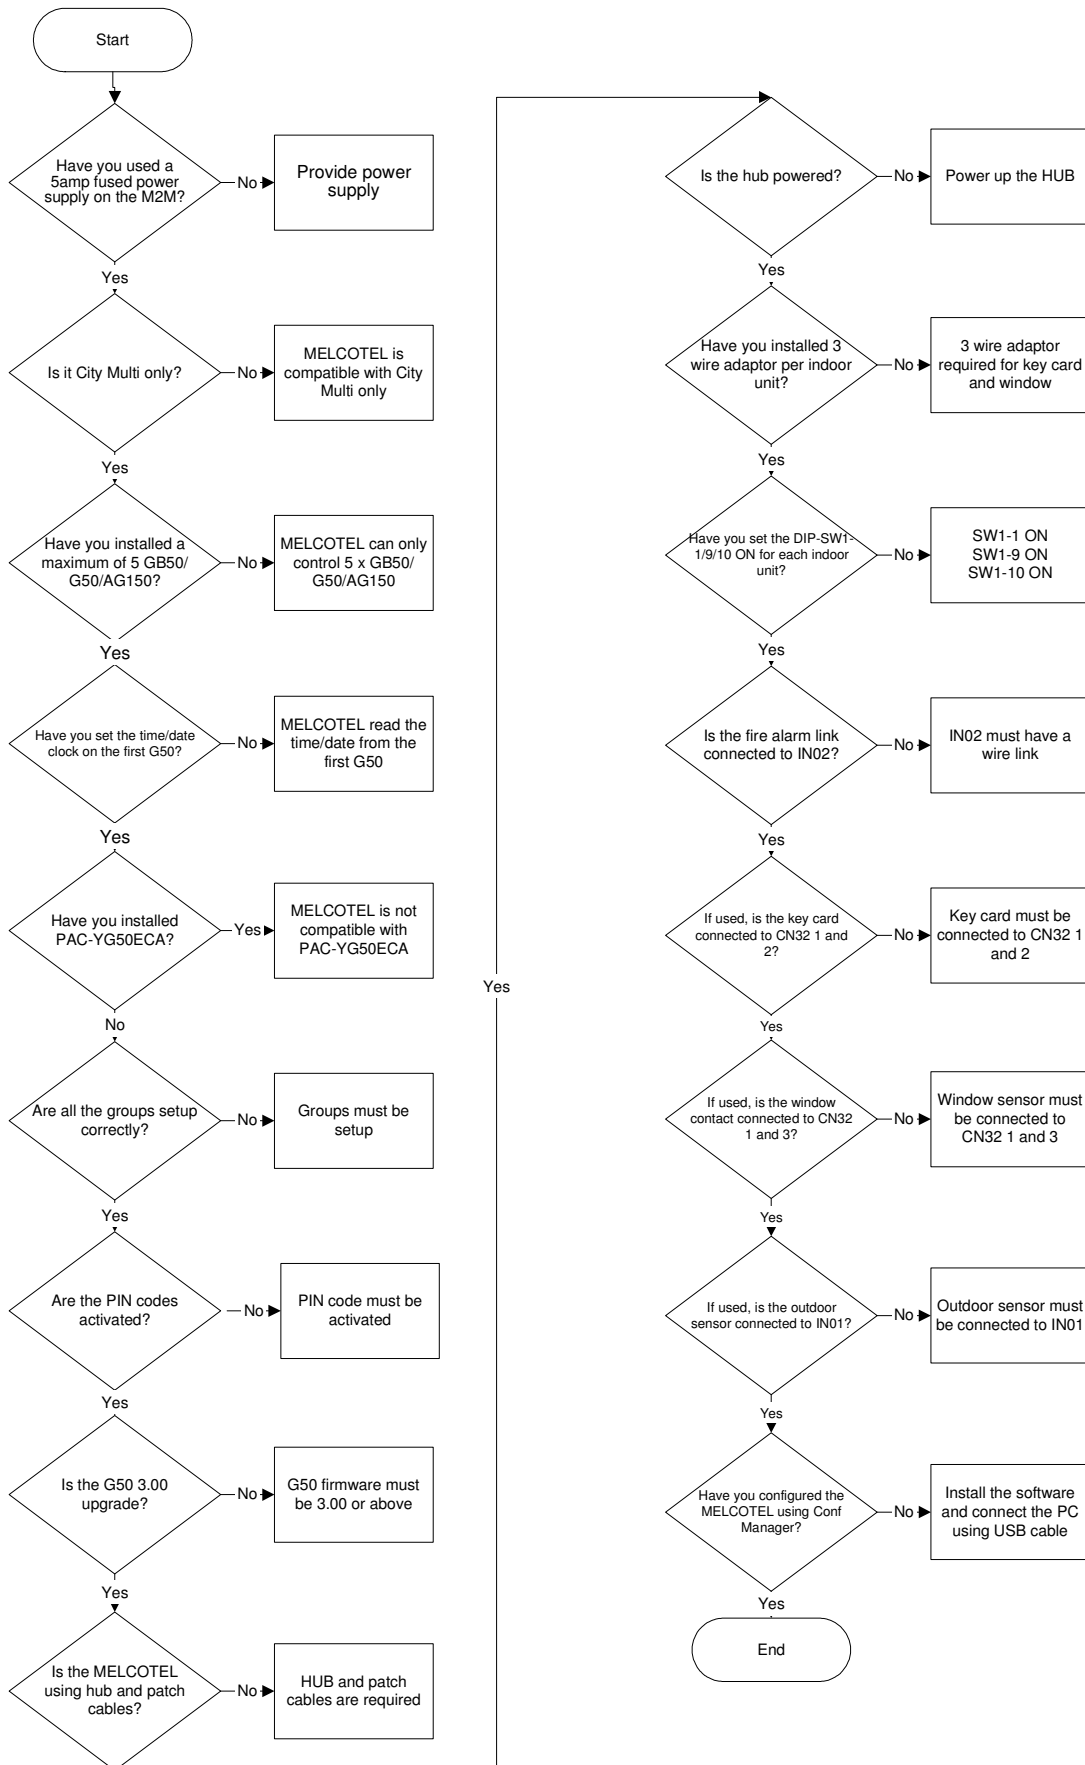 Start
Have you used a
5amp fused power
supply on the M2M?
No
Provide power
supply
Yes
Is it City Multi only?
No
MELCOTEL is
compatible with City
Multi only
Yes
Have you installed a
maximum of 5 GB50/
G50/AG150?
No
MELCOTEL can only
control 5 x GB50/
G50/AG150
Yes
Have you set the time/date
clock on the first G50?
No
MELCOTEL read the
time/date from the
first G50
Yes
Have you installed
PAC-YG50ECA?
Yes
MELCOTEL is not
compatible with
PAC-YG50ECA
No
Are all the groups setup
correctly?
No
Groups must be
setup
Yes
Are the PIN codes
activated?
No
PIN code must be
activated
Yes
Is the G50 3.00
upgrade?
No
G50 firmware must
be 3.00 or above
Yes
Is the MELCOTEL
using hub and patch
cables?
No
HUB and patch
cables are required
Yes
Is the hub powered?
No
Power up the HUB
Yes
Have you installed 3
wire adaptor per indoor
unit?
No
3 wire adaptor
required for key card
and window
Yes
Have you set the DIP-SW1-
1/9/10 ON for each indoor
unit?
No
SW1-1 ON
SW1-9 ON
SW1-10 ON
Yes
Is the fire alarm link
connected to IN02?
No
IN02 must have a
wire link
Yes
If used, is the key card
connected to CN32 1 and
2?
No
Key card must be
connected to CN32 1
and 2
Yes
If used, is the window
contact connected to CN32
1 and 3?
No
Window sensor must
be connected to
CN32 1 and 3
Yes
If used, is the outdoor
sensor connected to IN01?
No
Outdoor sensor must
be connected to IN01
Yes
Have you configured the
MELCOTEL using Conf
Manager?
No
Install the software
and connect the PC
using USB cable
Yes
End